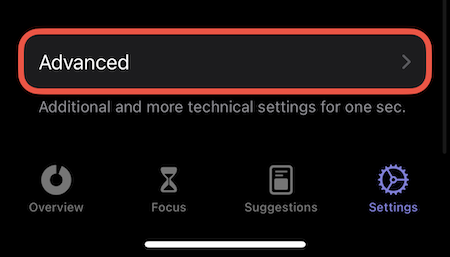 Advanced
Additional and more technical settings for one sec.
Overview Focus Suggestions Settings